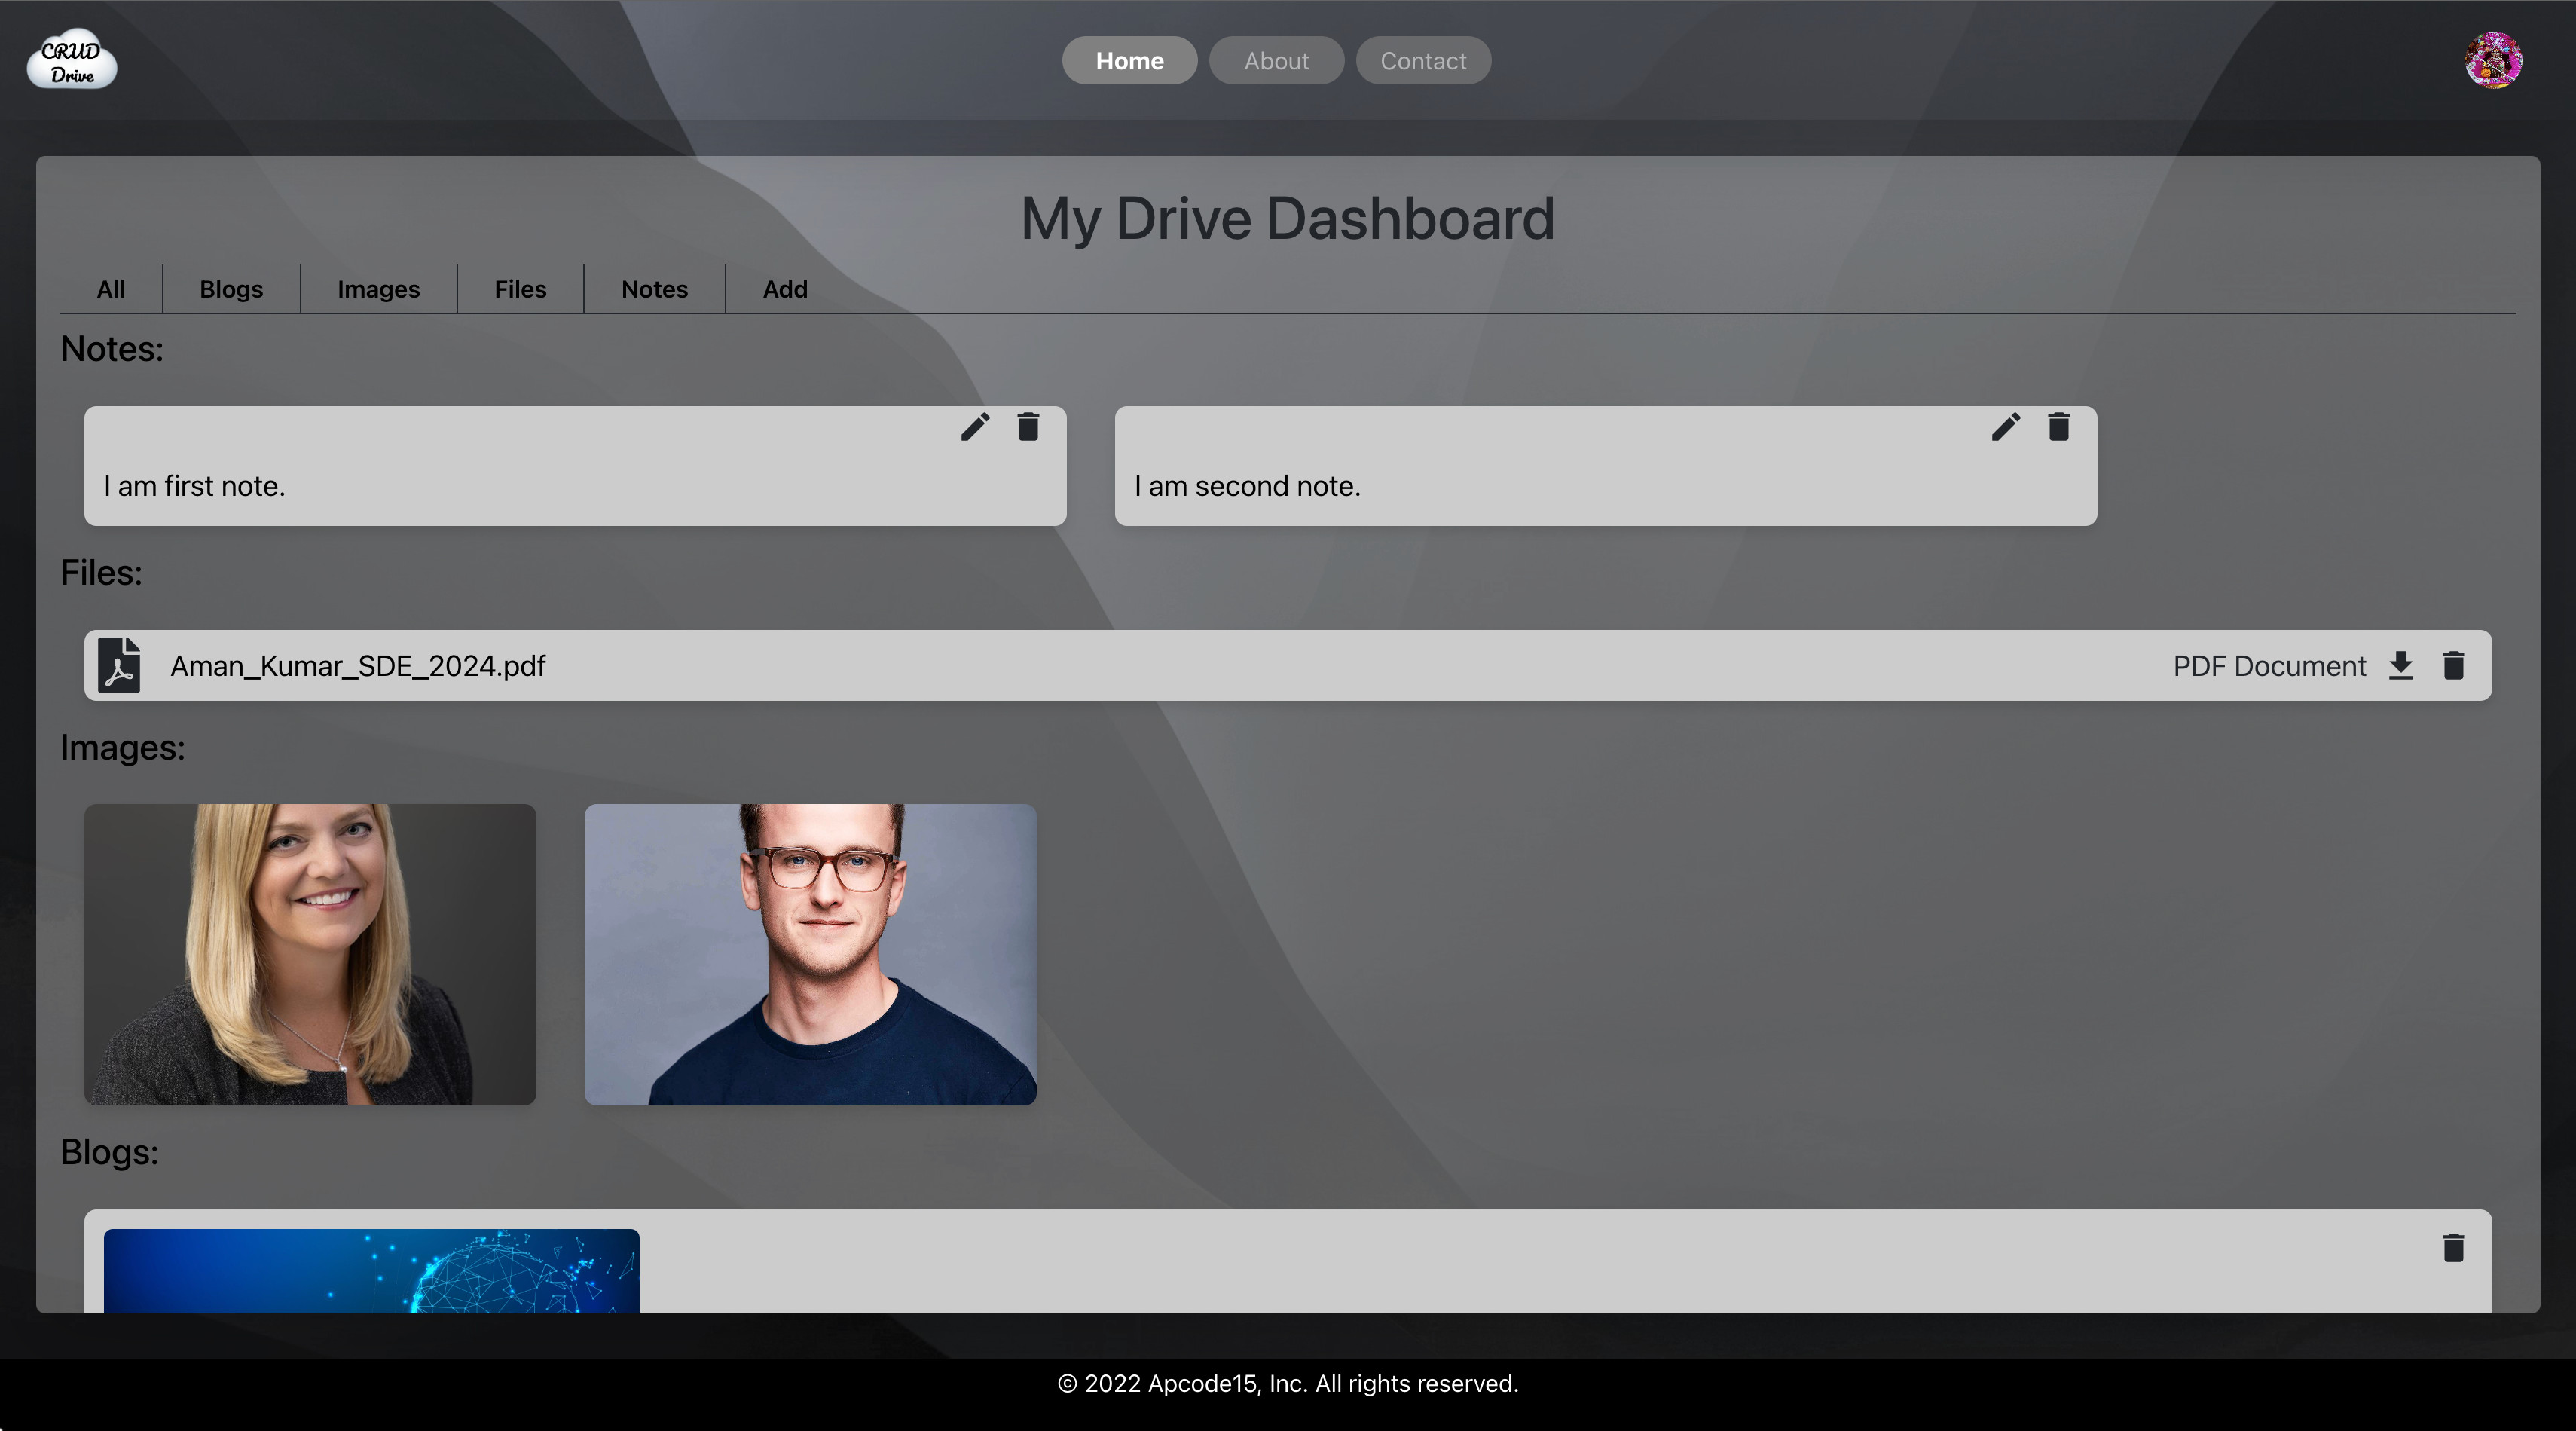 CRUD
Drive
Home
About
Contact
My Drive Dashboard
All
Blogs
Images
Files
Notes
Add
Notes:
I am first note.
I am second note.
Files:
Aman_Kumar_SDE_2024.pdf
PDF Document
Images:
Blogs:
© 2022 Apcode15, Inc. All rights reserved.